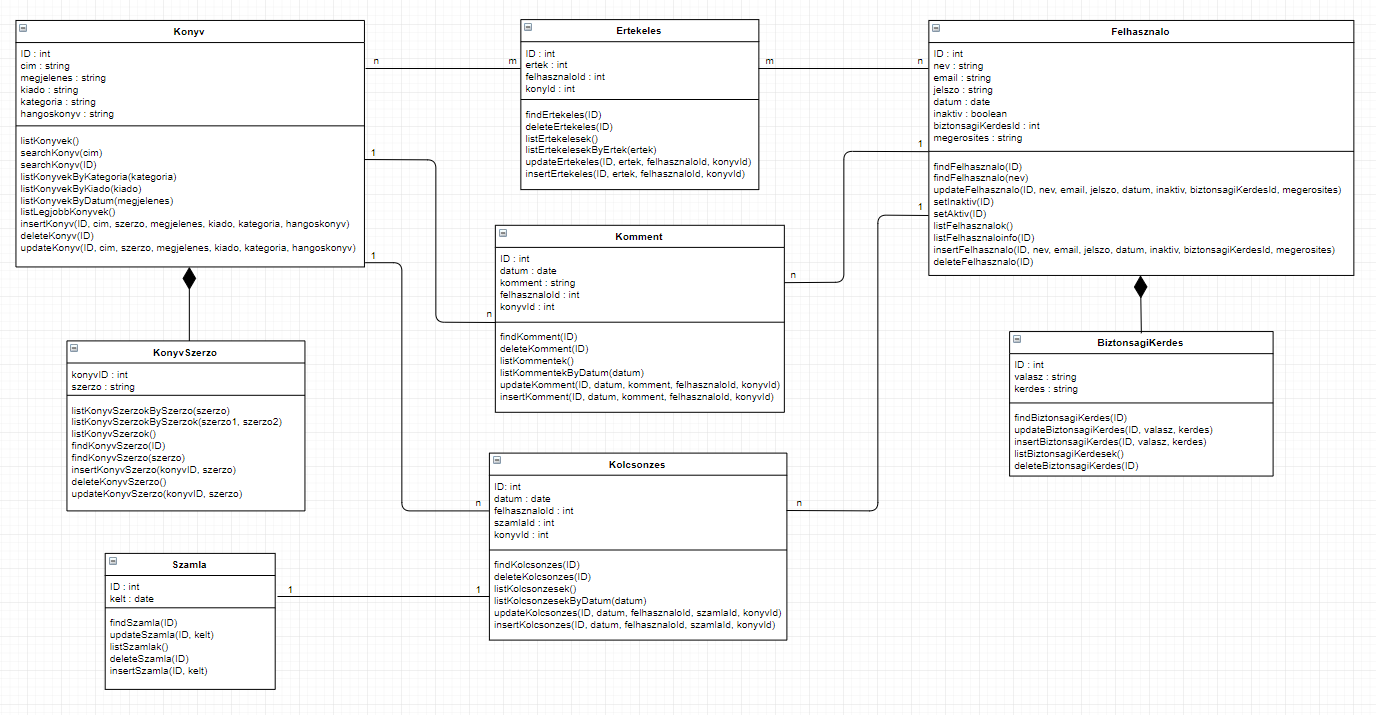 Konyv
ID : int
cim : string
megjelenes : string
kiado : string
kategoria : string
hangoskonyv : string
listKonyvek()
searchKonyv(cim)
searchKonyv(ID)
listKonyvekByKategoria(kategoria)
listKonyvekByKiado(kiado)
listKonyvekByDatum(megjelenes)
listLegjobbKonyvek()
insertKonyv(ID, cim, szerzo, megjelenes, kiado, kategoria, hangoskonyv)
deleteKonyv(ID)
updateKonyv(ID, cim, szerzo, megjelenes, kiado, kategoria, hangoskonyv)
n
m
1
n
1
n
Ertekeles
ID : int
ertek : int
felhasznaloId : int
konyId : int
findErtekeles(ID)
deleteErtekeles(ID)
listErtekelesek()
listErtekelesekByErtek(ertek)
updateErtekeles(ID, ertek, felhasznaloId, konyvId)
insertErtekeles(ID, ertek, felhasznaloId, konyvId)
m
n
Felhasznalo
ID : int
nev : string
email : string
jelszo : string
datum : date
inaktiv : boolean
biztonsagiKerdesId : int
megerosites : string
findFelhasznalo(ID)
findFelhasznalo(nev)
updateFelhasznalo(ID, nev, email, jelszo, datum, inaktiv, biztonsagiKerdesId, megerosites)
setInaktiv(ID)
setAktiv(ID)
listFelhasznalok()
listFelhasznaloinfo(ID)
insertFelhasznalo(ID, nev, email, jelszo, datum, inaktiv, biztonsagiKerdesId, megerosites)
deleteFelhasznalo(ID)
1
n
1
n
Komment
ID : int
datum : date
komment : string
felhasznaloId : int
konyvId : int
findKomment(ID)
deleteKomment(ID)
listKommentek()
listKommentekByDatum(datum)
updateKomment(ID, datum, komment, felhasznaloId, konyvId)
insertKomment(ID, datum, komment, felhasznaloId, konyvId)
KonyvSzerzo
konyvID : int
szerzo : string
listKonyvSzerzokBySzerzo(szerzo)
listKonyvSzerzokBySzerzok(szerzo1, szerzo2)
listKonyvSzerzok()
findKonyvSzerzo(ID)
findKonyvSzerzo(szerzo)
insertKonyvSzerzo(konyvID, szerzo)
deleteKonyvSzerzo()
updateKonyvSzerzo(konyvID, szerzo)
BiztonsagiKerdes
ID : int
valasz : string
kerdes : string
findBiztonsagiKerdes(ID)
updateBiztonsagiKerdes(ID, valasz, kerdes)
insertBiztonsagiKerdes(ID, valasz, kerdes)
listBiztonsagiKerdesek()
deleteBiztonsagiKerdes(ID)
Kolcsonzes
ID: int
datum : date
felhasznaloId : int
szamlaId : int
konyvId : int
findKolcsonzes(ID)
deleteKolcsonzes(ID)
listKolcsonzesek()
listKolcsonzesekByDatum(datum)
updateKolcsonzes(ID, datum, felhasznaloId, szamlaId, konyvId)
insertKolcsonzes(ID, datum, felhasznaloId, szamlaId, konyvId)
Szamla
ID : int
kelt : date
findSzamla(ID)
updateSzamla(ID, kelt)
listSzamlak()
deleteSzamla(ID)
insertSzamla(ID, kelt)
1
1